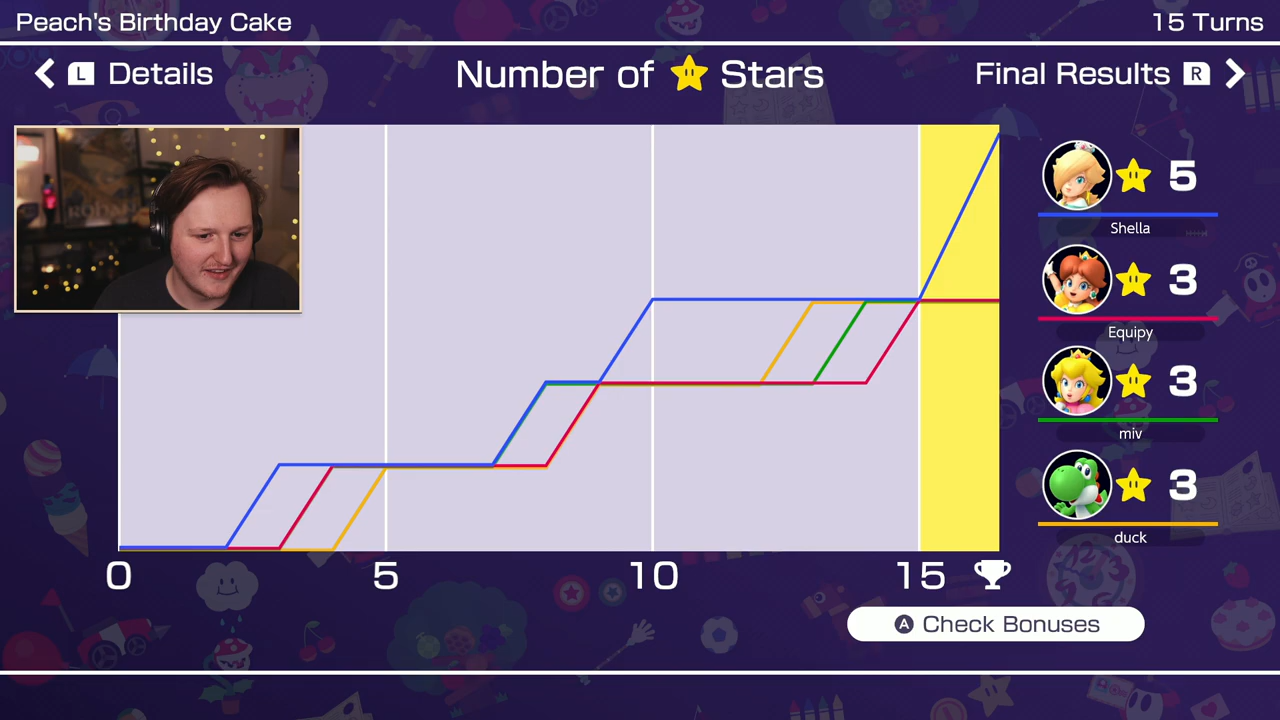 Peach's Birthday Cake
15 Turns
L Details
Number of Stars
Final Results R
5
Shella
3
Equipy
3
miv
3
duck
0 5 10 15
A Check Bonuses